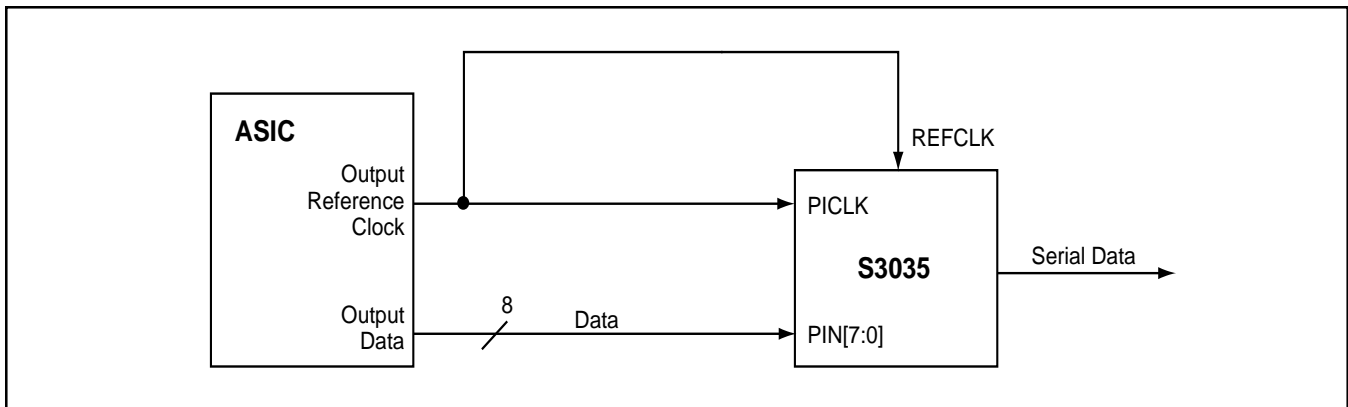 ASIC
REFCLK
Output
Reference
Clock
PICLK
S3035
Serial Data
8
Data
Output
Data
PIN[7:0]